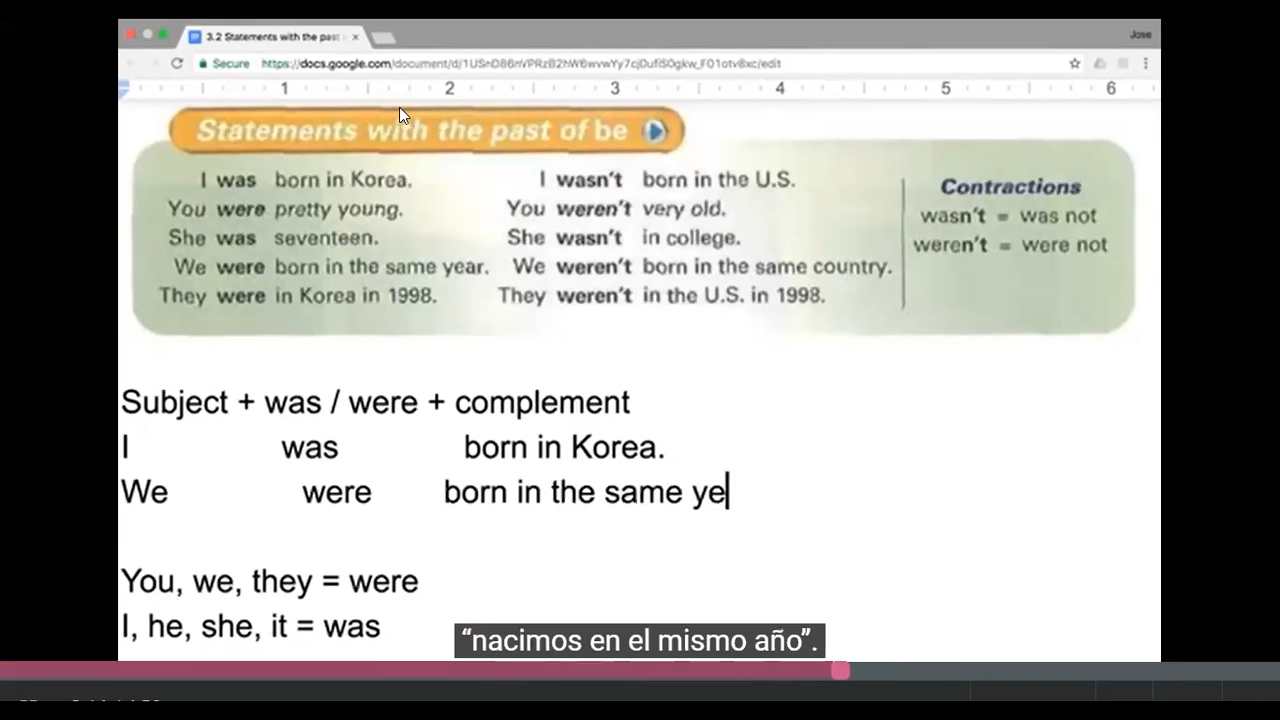 3.2 Statements with the past
Jose
Secure https://docs.google.com/document/d/1USnD86nVPRzB2hW6wvwYy7cj0ufiS0gkw_F01otv8xc/edit
1 2 3 4 5 6
Statements with the past of be
I was born in Korea.
You were pretty young.
She was seventeen.
We were born in the same year.
They were in Korea in 1998.
I wasn't born in the U.S.
You weren't very old.
She wasn't in college.
We weren't born in the same country.
They weren't in the U.S. in 1998.
Contractions
wasn't = was not
weren't = were not
Subject + was / were + complement
I was born in Korea.
We were born in the same ye
You, we, they = were
I, he, she, it = was
“nacimos en el mismo año”.